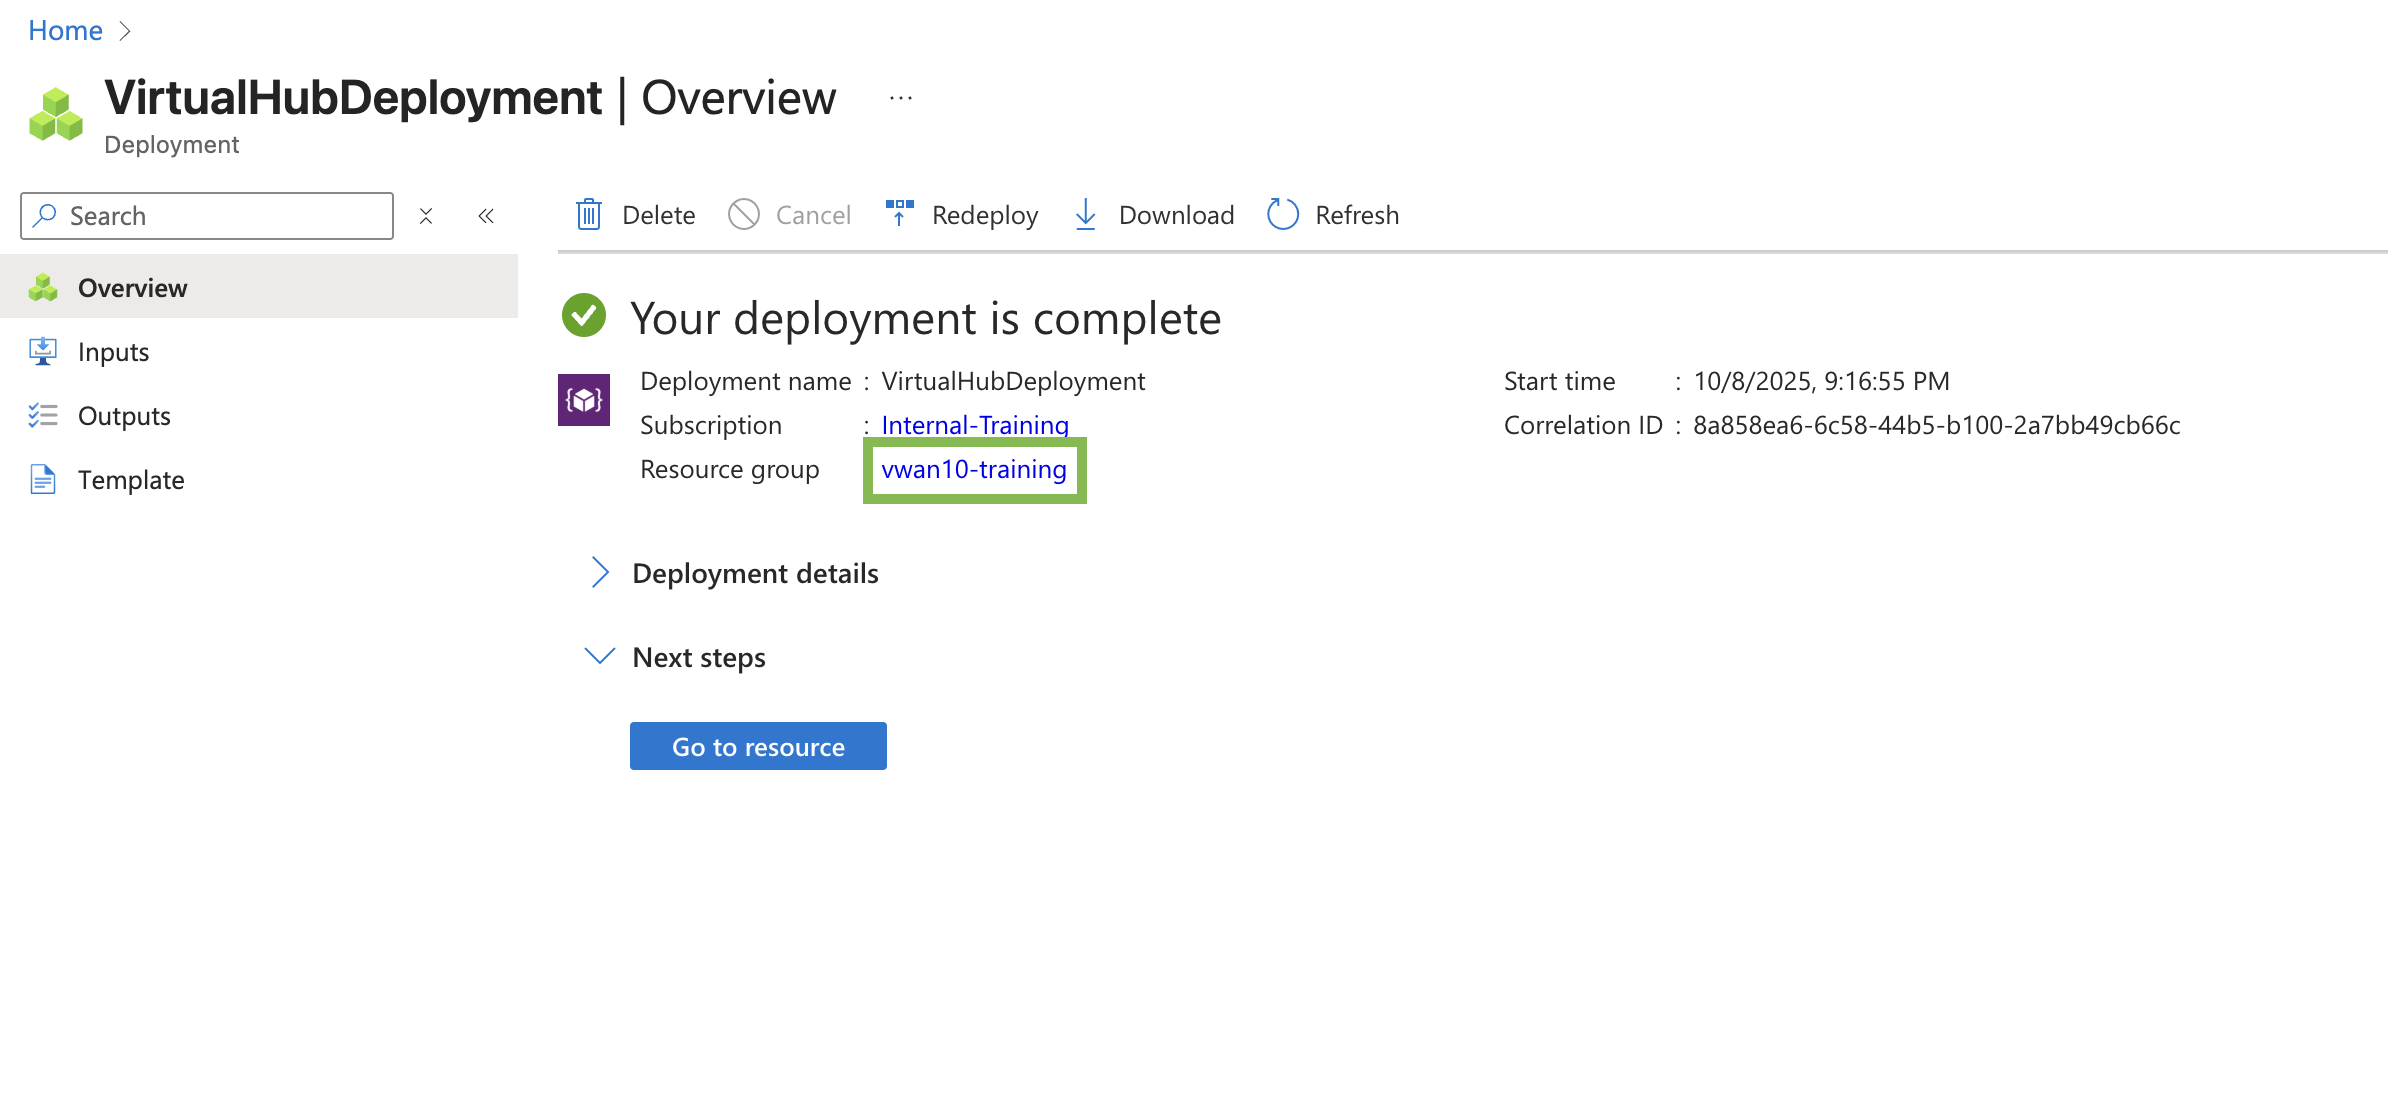 Home
VirtualHubDeployment | Overview ...
Deployment
Search
Delete Cancel Redeploy Download Refresh
Overview
Inputs
Outputs
Template
Your deployment is complete
Deployment name : VirtualHubDeployment
Subscription : Internal-Training
Resource group vwan10-training
Start time : 10/8/2025, 9:16:55 PM
Correlation ID : 8a858ea6-6c58-44b5-b100-2a7bb49cb66c
Deployment details
Next steps
Go to resource